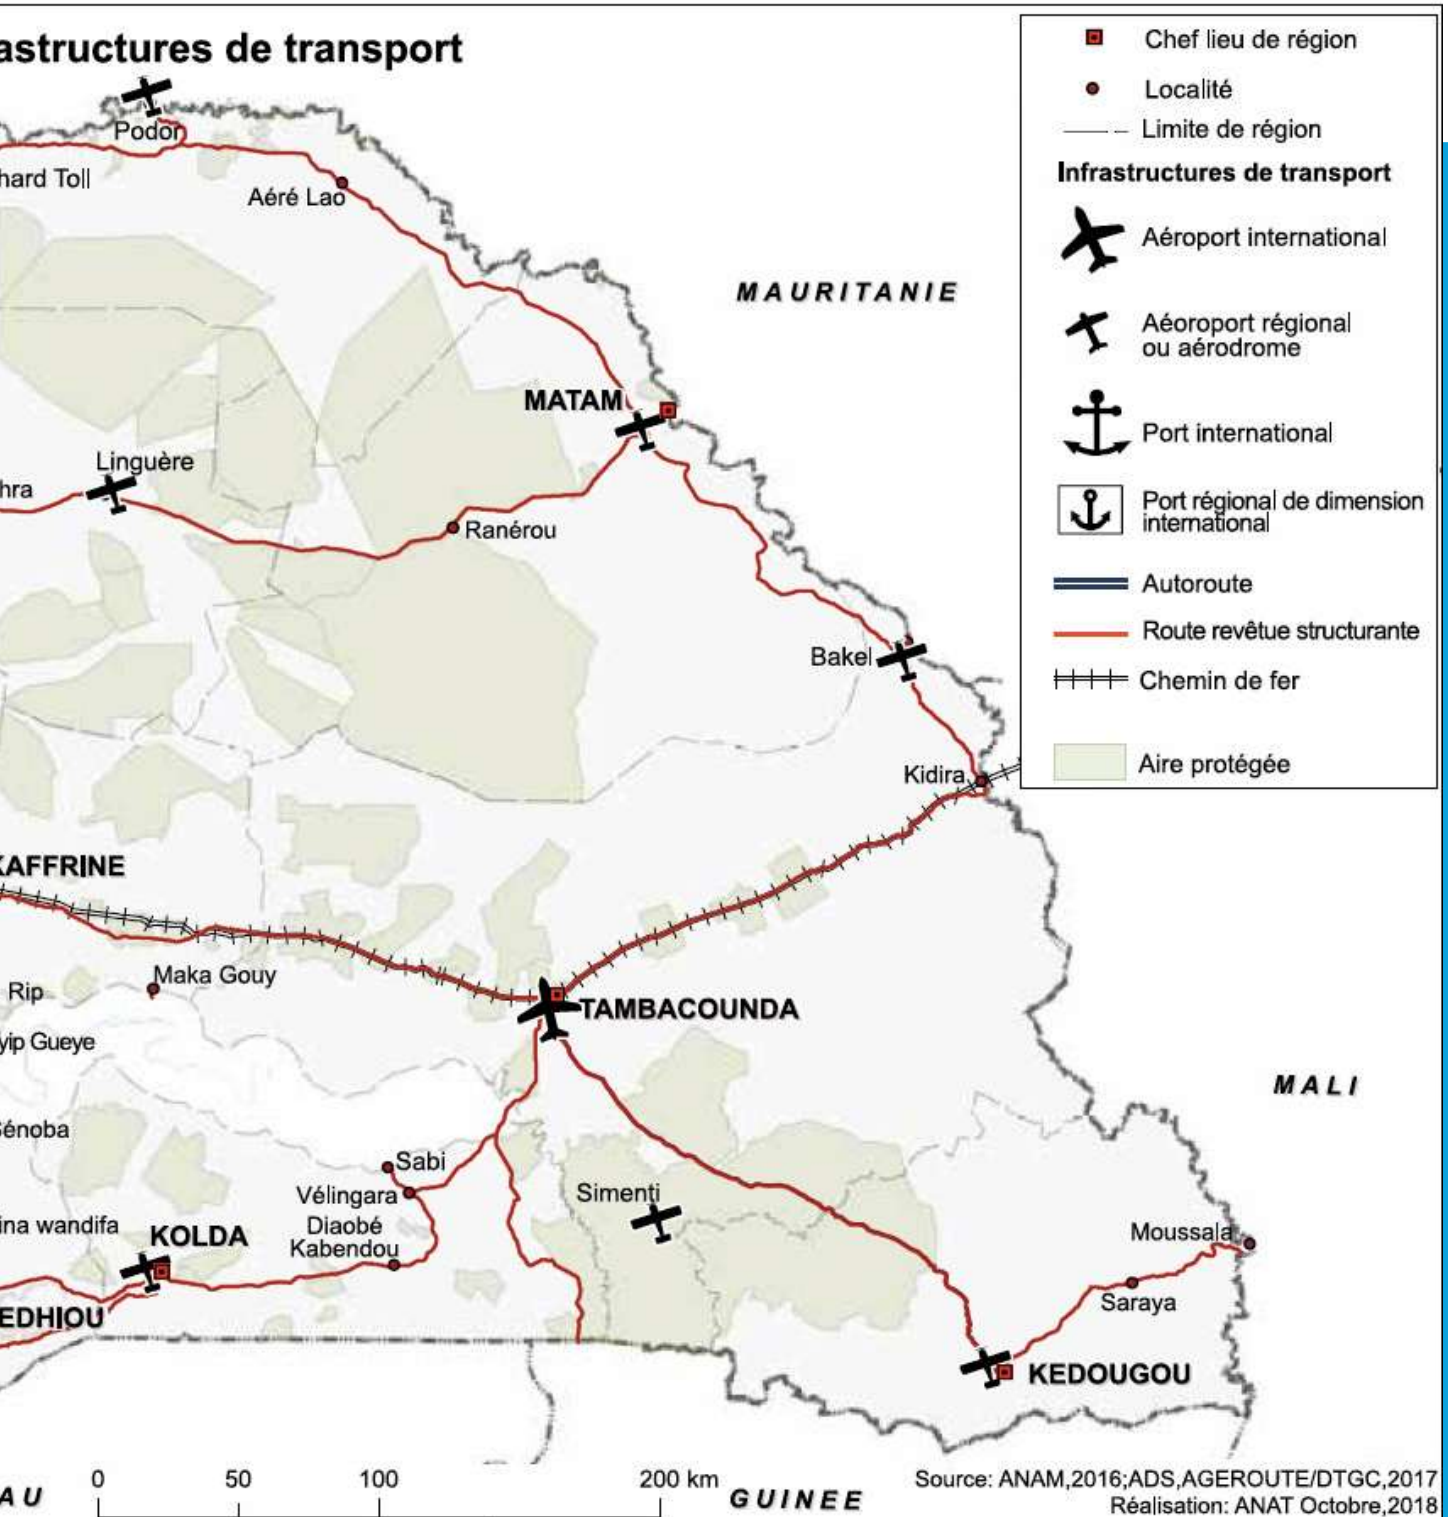 astructures de transport
Podor
hard Toll
Aéré Lao
MAURITANIE
MATAM
Linguère
hra
Ranérou
Bakel
Kidira
KAFFRINE
Maka Gouy
Rip
yip Gueye
TAMBACOUNDA
MALI
Sénoba
Sabi
Vélingara
Simenti
ina wandifa
KOLDA
Diaobé
Kabendou
Moussala
Saraya
EDHIOU
KEDOUGOU
0 50 100 200 km
AU
GUINEE
Chef lieu de région
Localité
Limite de région
Infrastructures de transport
Aéroport international
Aéoroport régional
ou aérodrome
Port international
Port régional de dimension
international
Autoroute
Route revêtue structurante
Chemin de fer
Aire protégée
Source: ANAM,2016;ADS,AGEROUTE/DTGC,2017
Réalisation: ANAT Octobre,2018